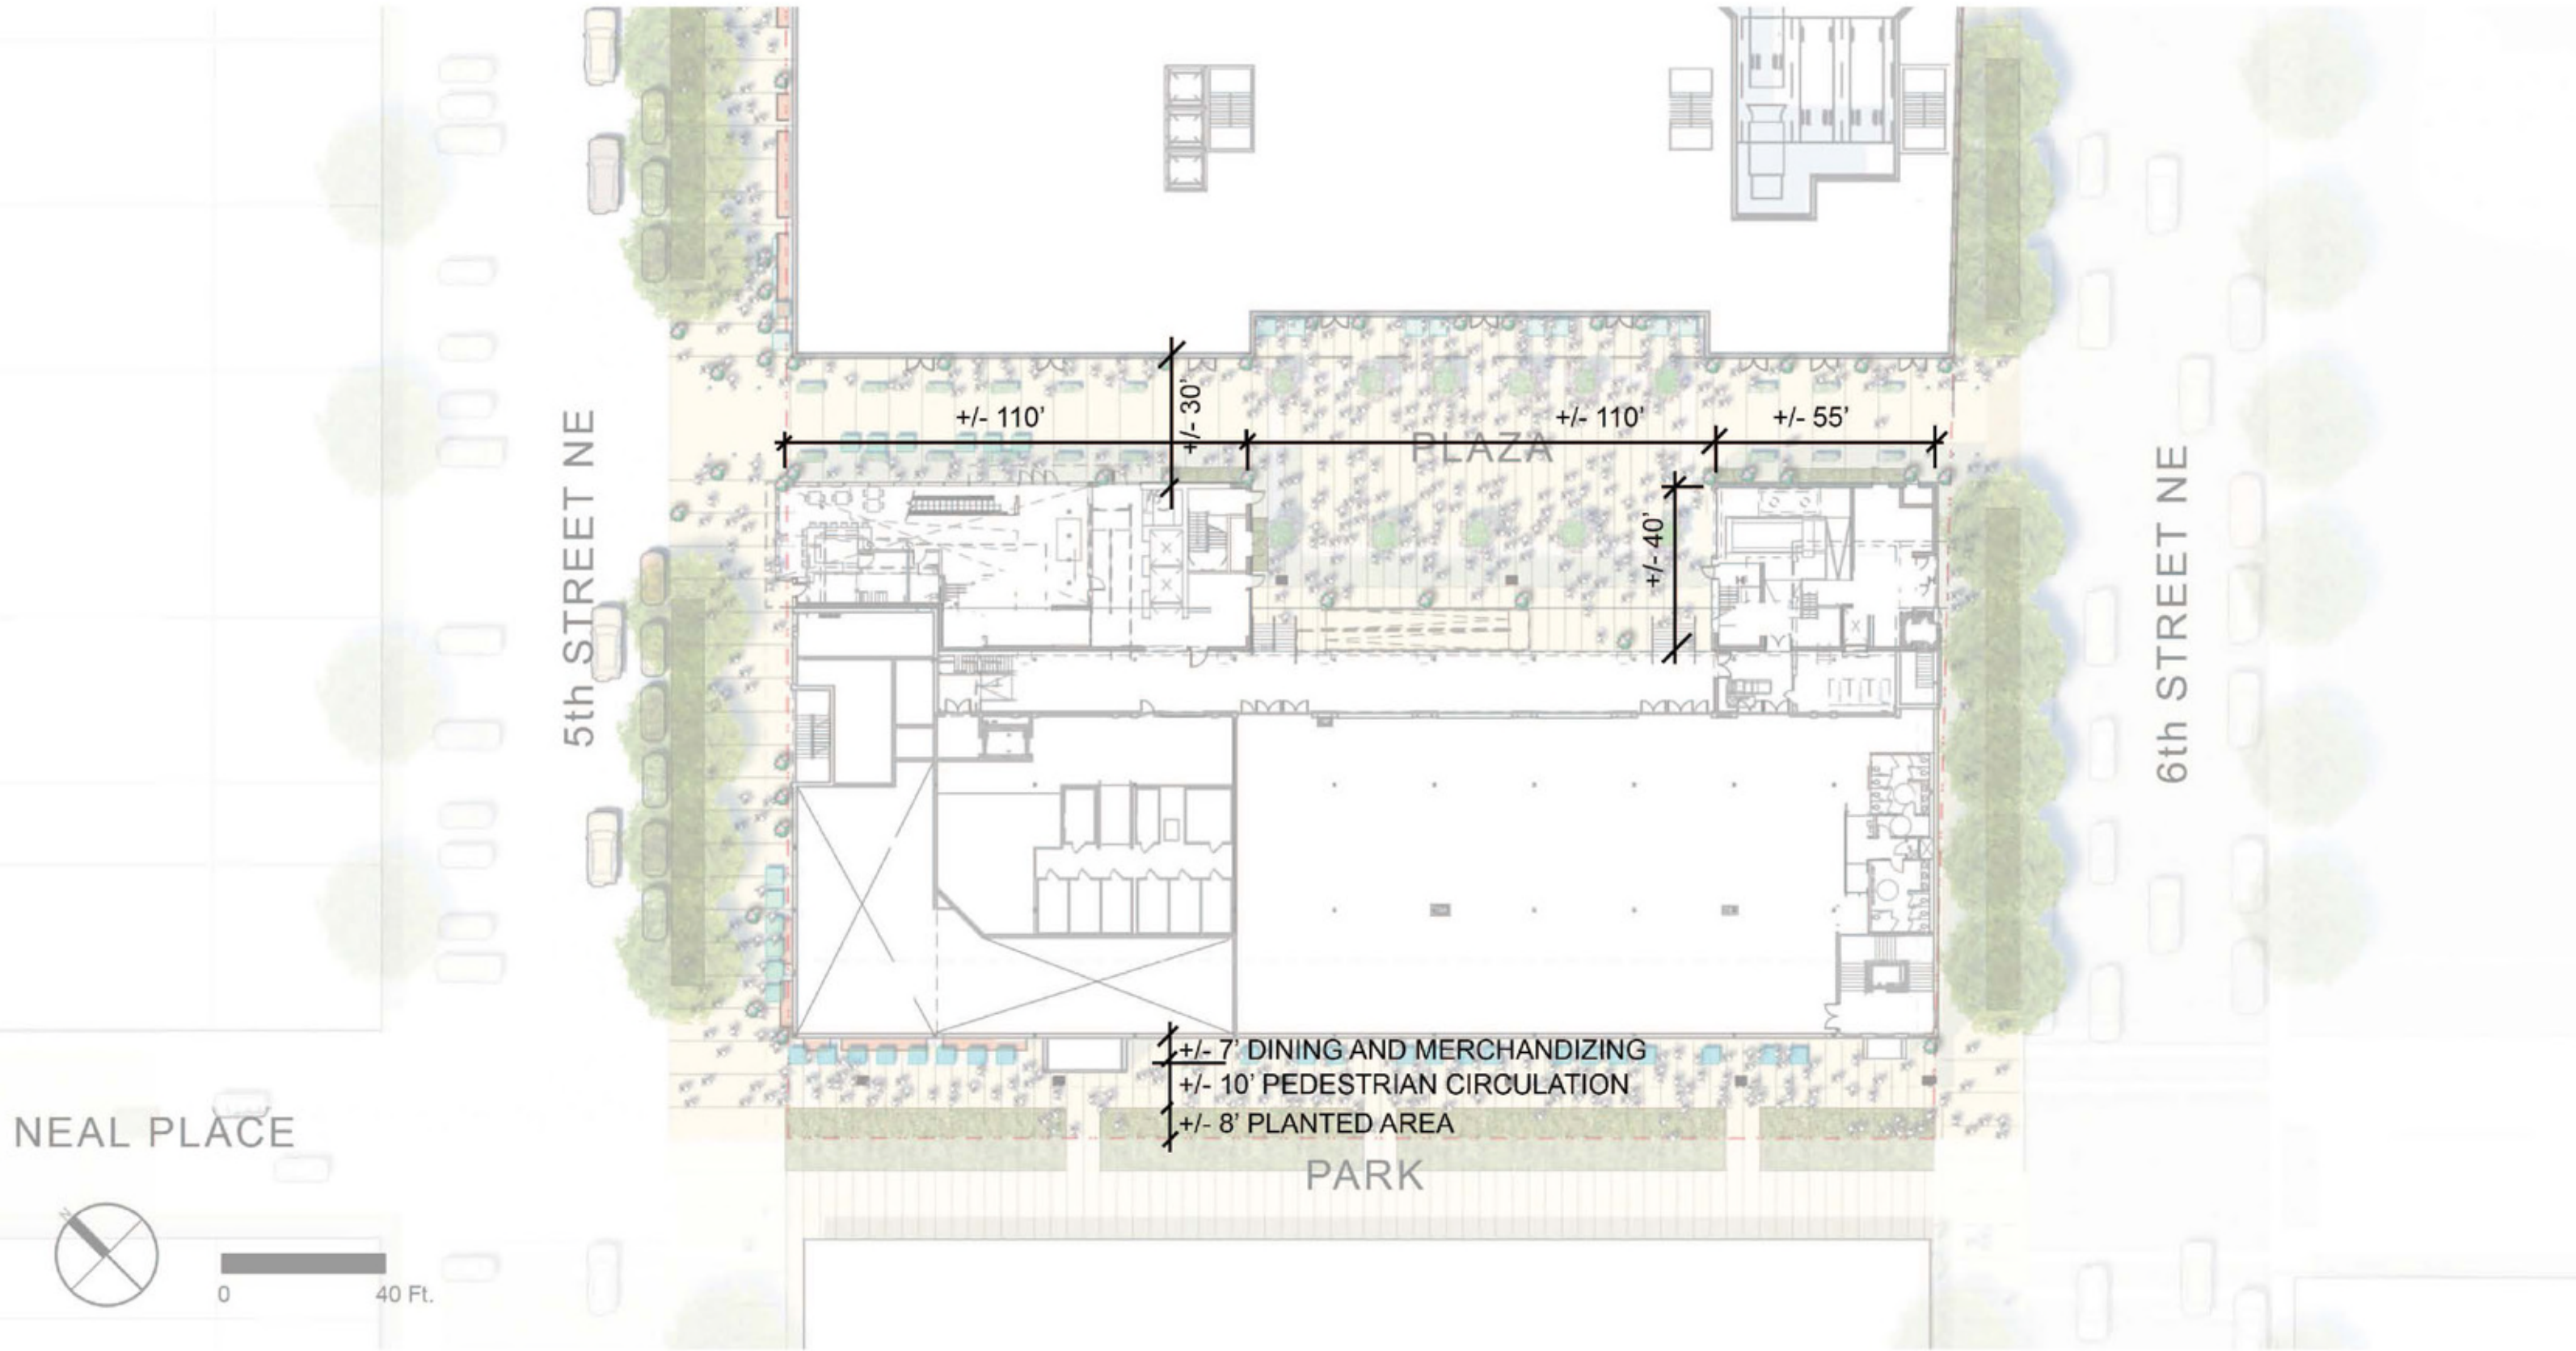 +/- 30'
+/- 110'
+/- 110'
+/- 55'
PLAZA
+/- 40'
5th STREET NE
6th STREET NE
+/- 7' DINING AND MERCHANDIZING
+/- 10' PEDESTRIAN CIRCULATION
+/- 8' PLANTED AREA
NEAL PLACE
PARK
N
0
40 Ft.